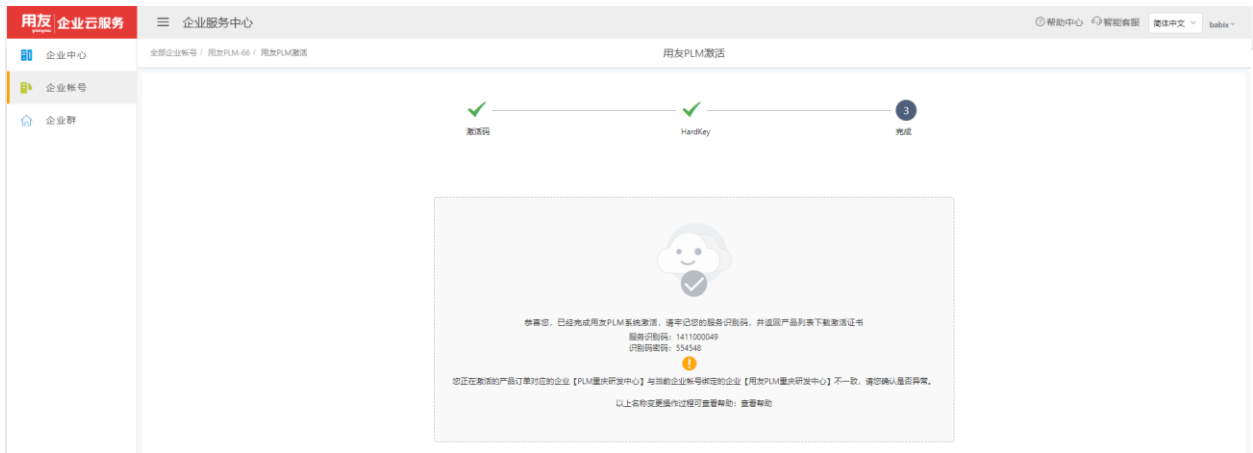 用友 企业云服务
yonyou
企业服务中心
帮助中心 智能客服 简体中文 babix
企业中心
企业帐号
企业群
全部企业帐号 / 用友PLM-66 / 用友PLM激活
用友PLM激活
3
激活码
HardKey
完成
恭喜您，已经完成用友PLM系统激活，请牢记您的服务识别码，并返回产品列表下载激活证书
服务识别码：1411000049
识别码密码：554548
您正在激活的产品订单对应的企业【PLM重庆研发中心】与当前企业帐号绑定的企业【用友PLM重庆研发中心】不一致，请您确认是否异常。
以上名称变更操作过程可查看帮助：查看帮助